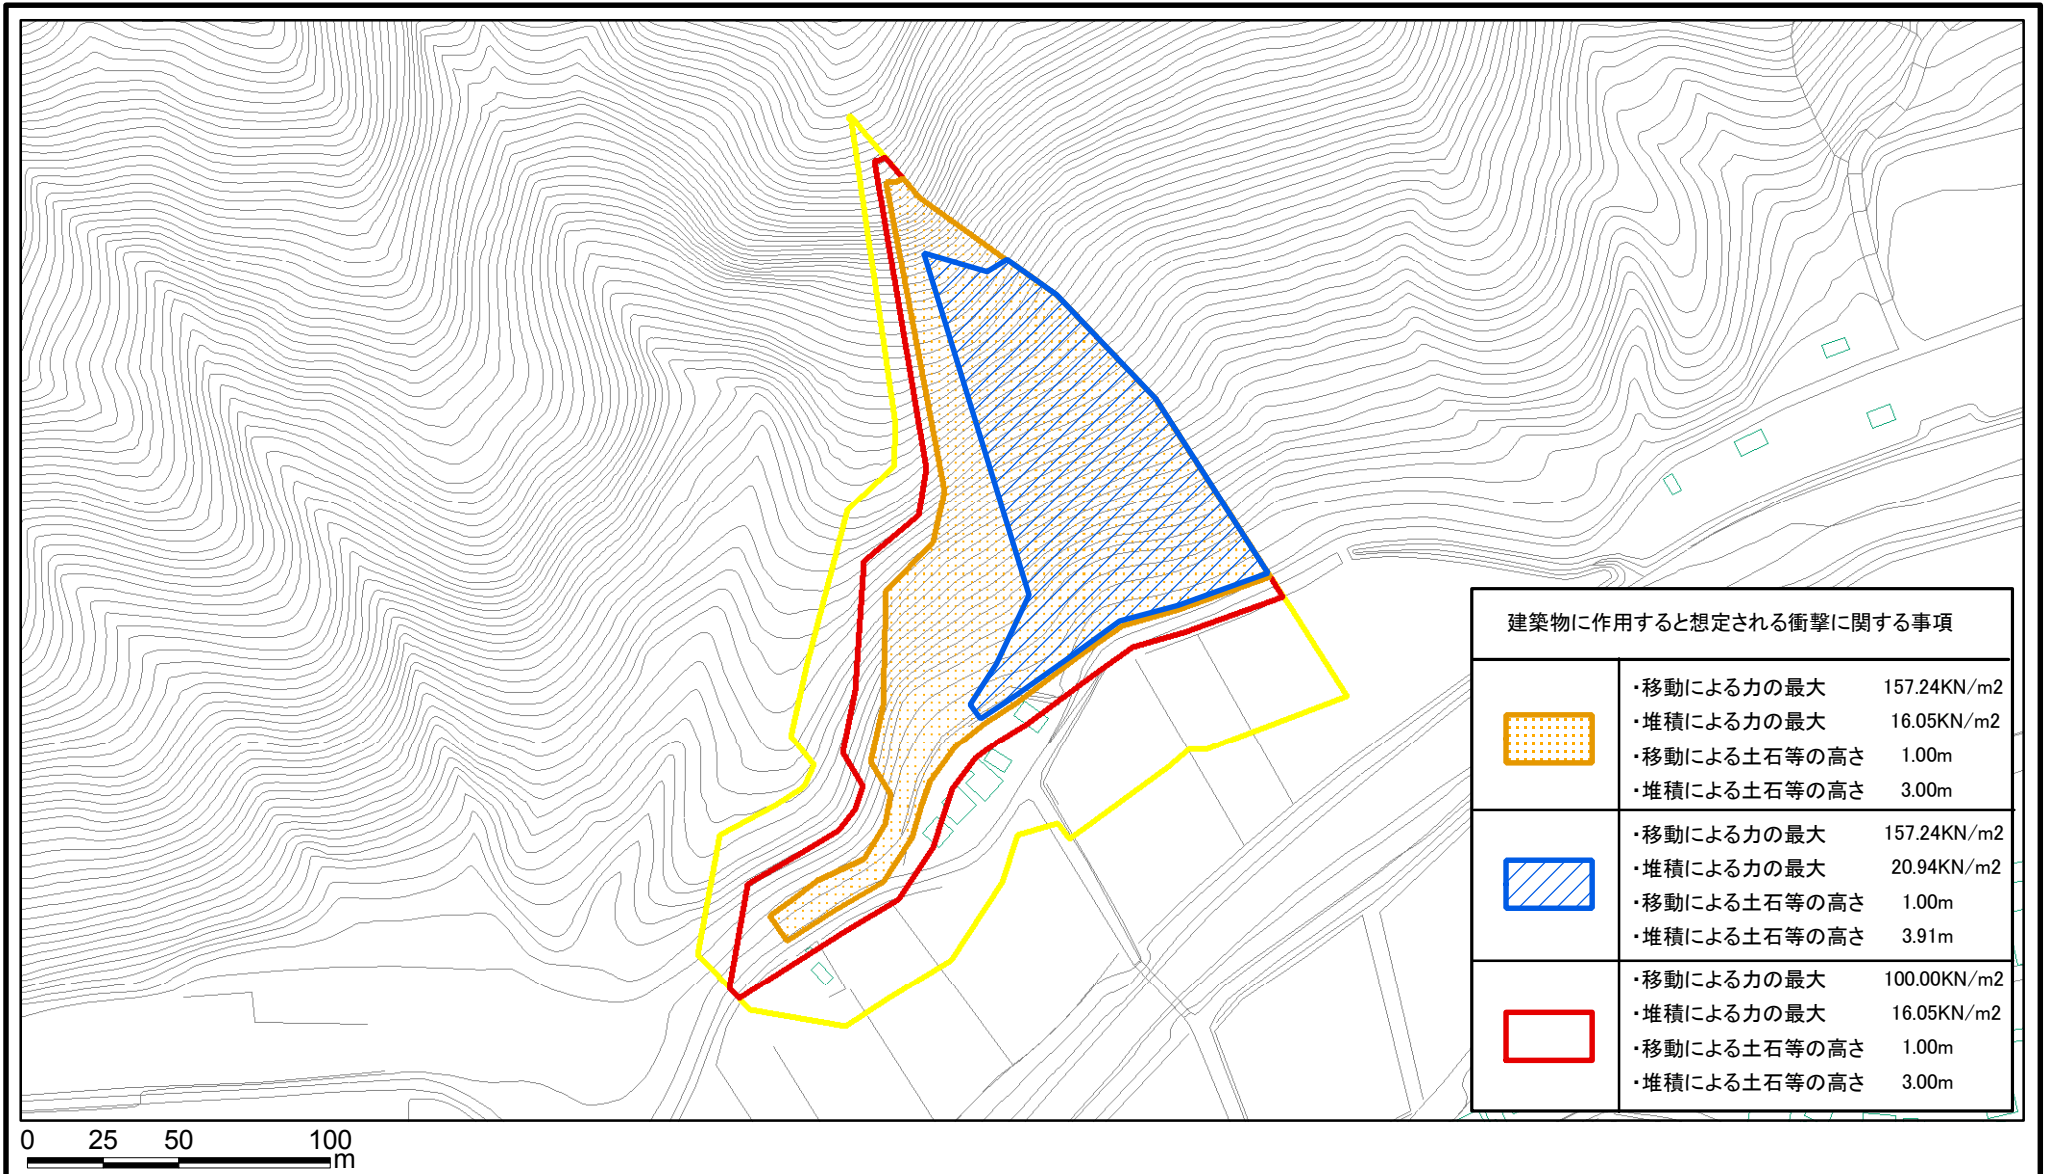 建築物に作用すると想定される衝撃に関する事項
・移動による力の最大 157.24KN/m2
・堆積による力の最大 16.05KN/m2
・移動による土石等の高さ 1.00m
・堆積による土石等の高さ 3.00m
・移動による力の最大 157.24KN/m2
・堆積による力の最大 20.94KN/m2
・移動による土石等の高さ 1.00m
・堆積による土石等の高さ 3.91m
・移動による力の最大 100.00KN/m2
・堆積による力の最大 16.05KN/m2
・移動による土石等の高さ 1.00m
・堆積による土石等の高さ 3.00m
0 25 50 100
m